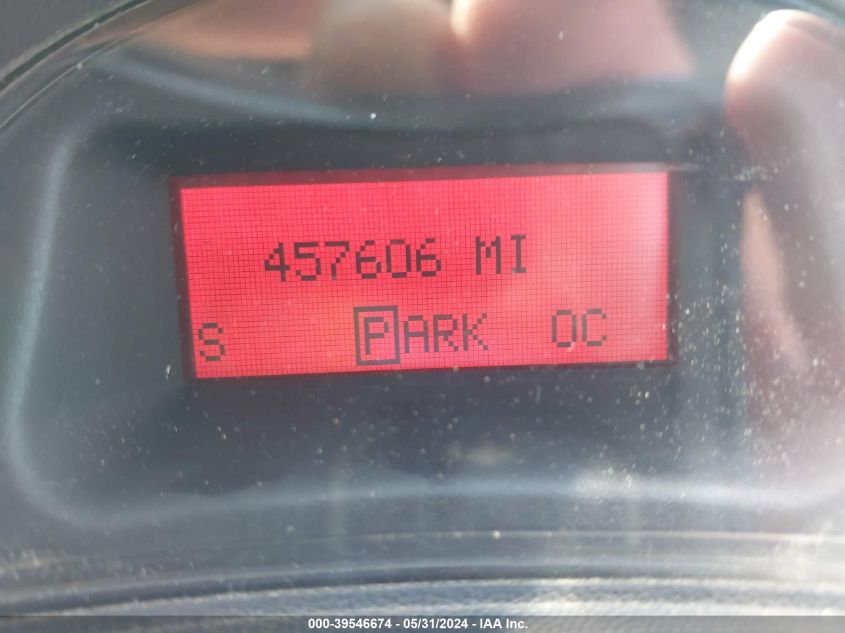 457606 MI
S PARK OC
000-39546674 / 05/31/2024 - IAA Inc.